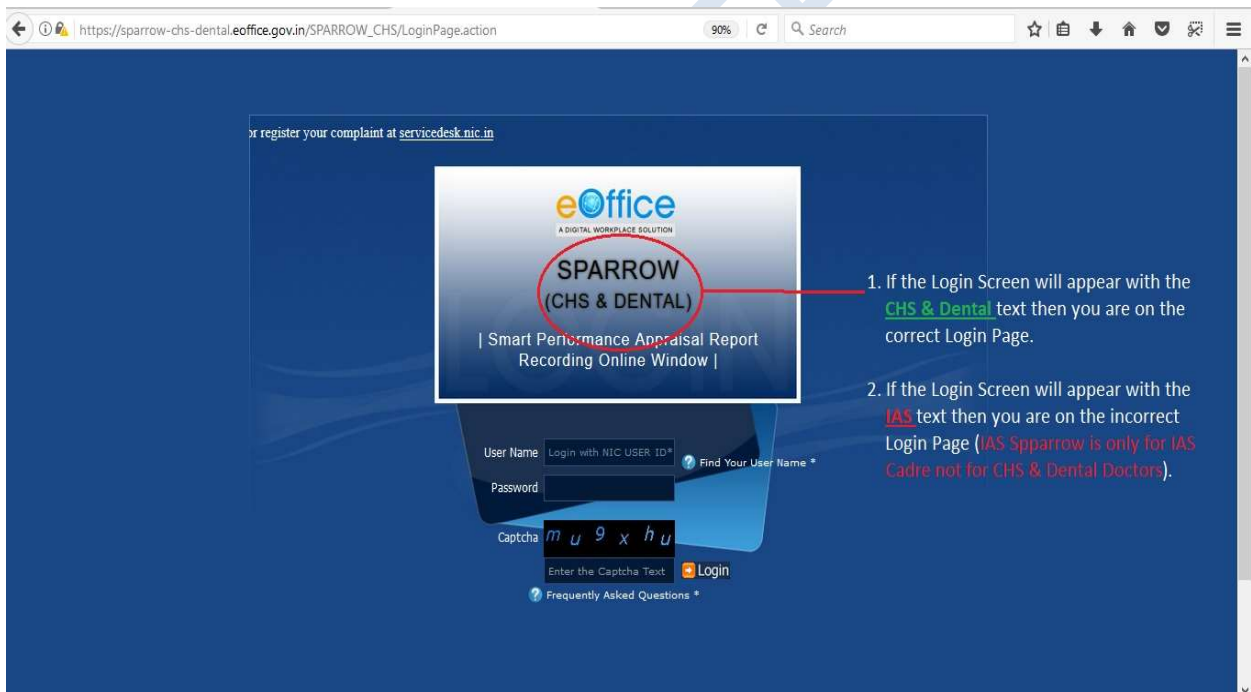 https://sparrow-chs-dental.eoffice.gov.in/SPARROW_CHS/LoginPage.action
90%
Search
or register your complaint at servicedesk.nic.in
eOffice
A DIGITAL WORKPLACE SOLUTION
SPARROW
(CHS & DENTAL)
| Smart Performance Appraisal Report
Recording Online Window |
LOGIN
User Name Login with NIC USER ID* Find Your User Name *
Password
Captcha m u 9 x h u
Enter the Captcha Text Login
Frequently Asked Questions *
1. If the Login Screen will appear with the
CHS & Dental text then you are on the
correct Login Page.
2. If the Login Screen will appear with the
IAS text then you are on the incorrect
Login Page (IAS Spparrow is only for IAS
Cadre not for CHS & Dental Doctors).